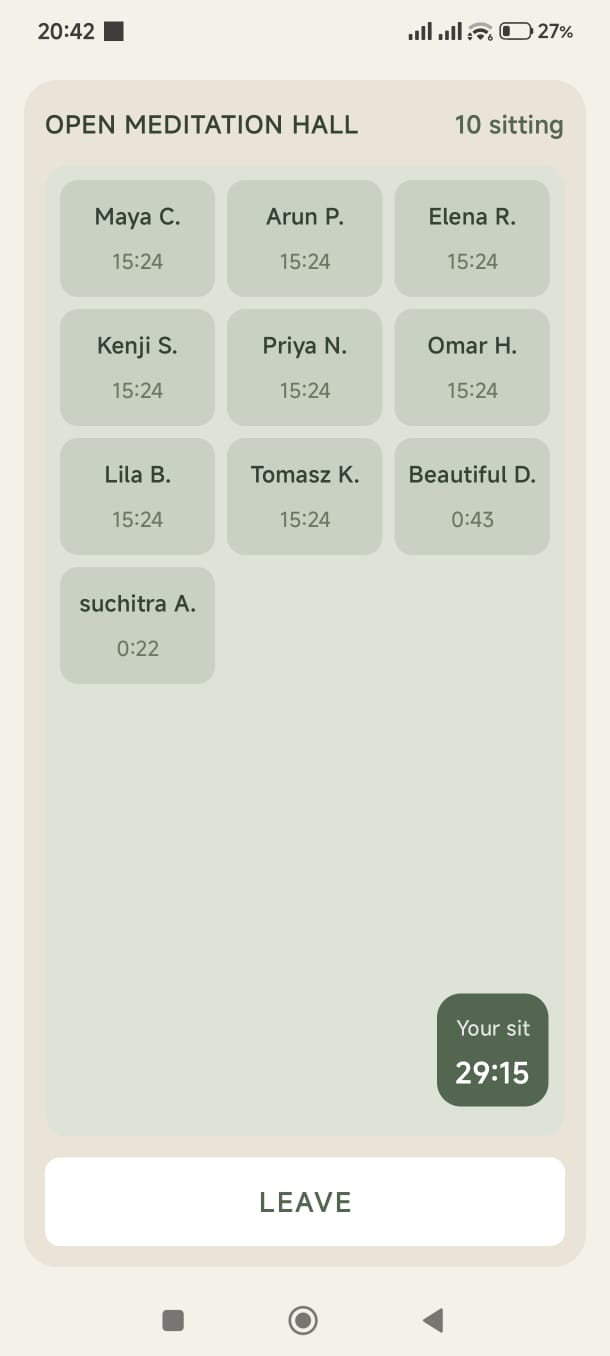 20:42
6
27%
OPEN MEDITATION HALL
10 sitting
Maya C.
15:24
Arun P.
15:24
Elena R.
15:24
Kenji S.
15:24
Priya N.
15:24
Omar H.
15:24
Lila B.
15:24
Tomasz K.
15:24
Beautiful D.
0:43
suchitra A.
0:22
Your sit
29:15
LEAVE